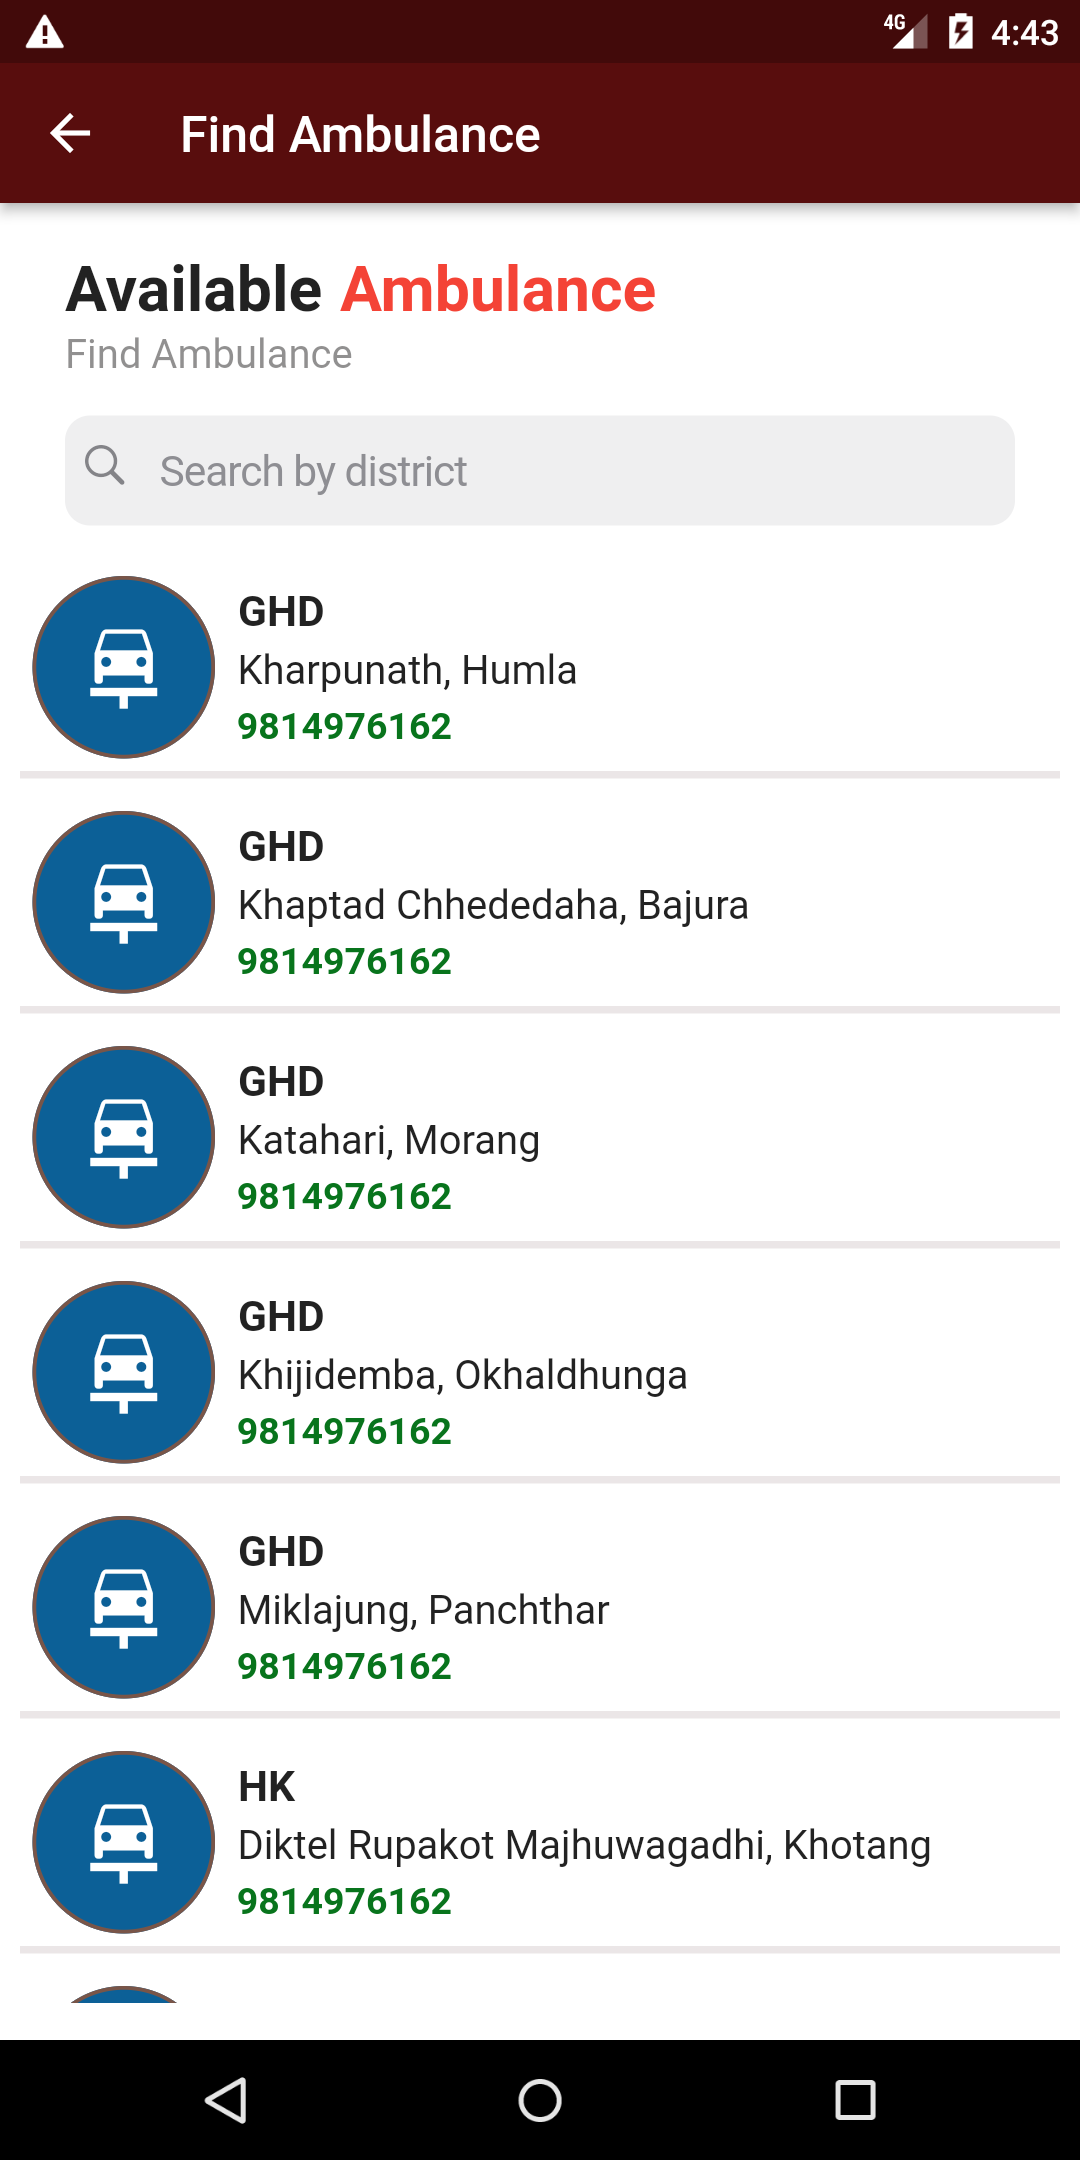 4G 4:43
Find Ambulance
Available Ambulance
Find Ambulance
Search by district
GHD
Kharpunath, Humla
9814976162
GHD
Khaptad Chhededaha, Bajura
9814976162
GHD
Katahari, Morang
9814976162
GHD
Khijidemba, Okhaldhunga
9814976162
GHD
Miklajung, Panchthar
9814976162
HK
Diktel Rupakot Majhuwagadhi, Khotang
9814976162